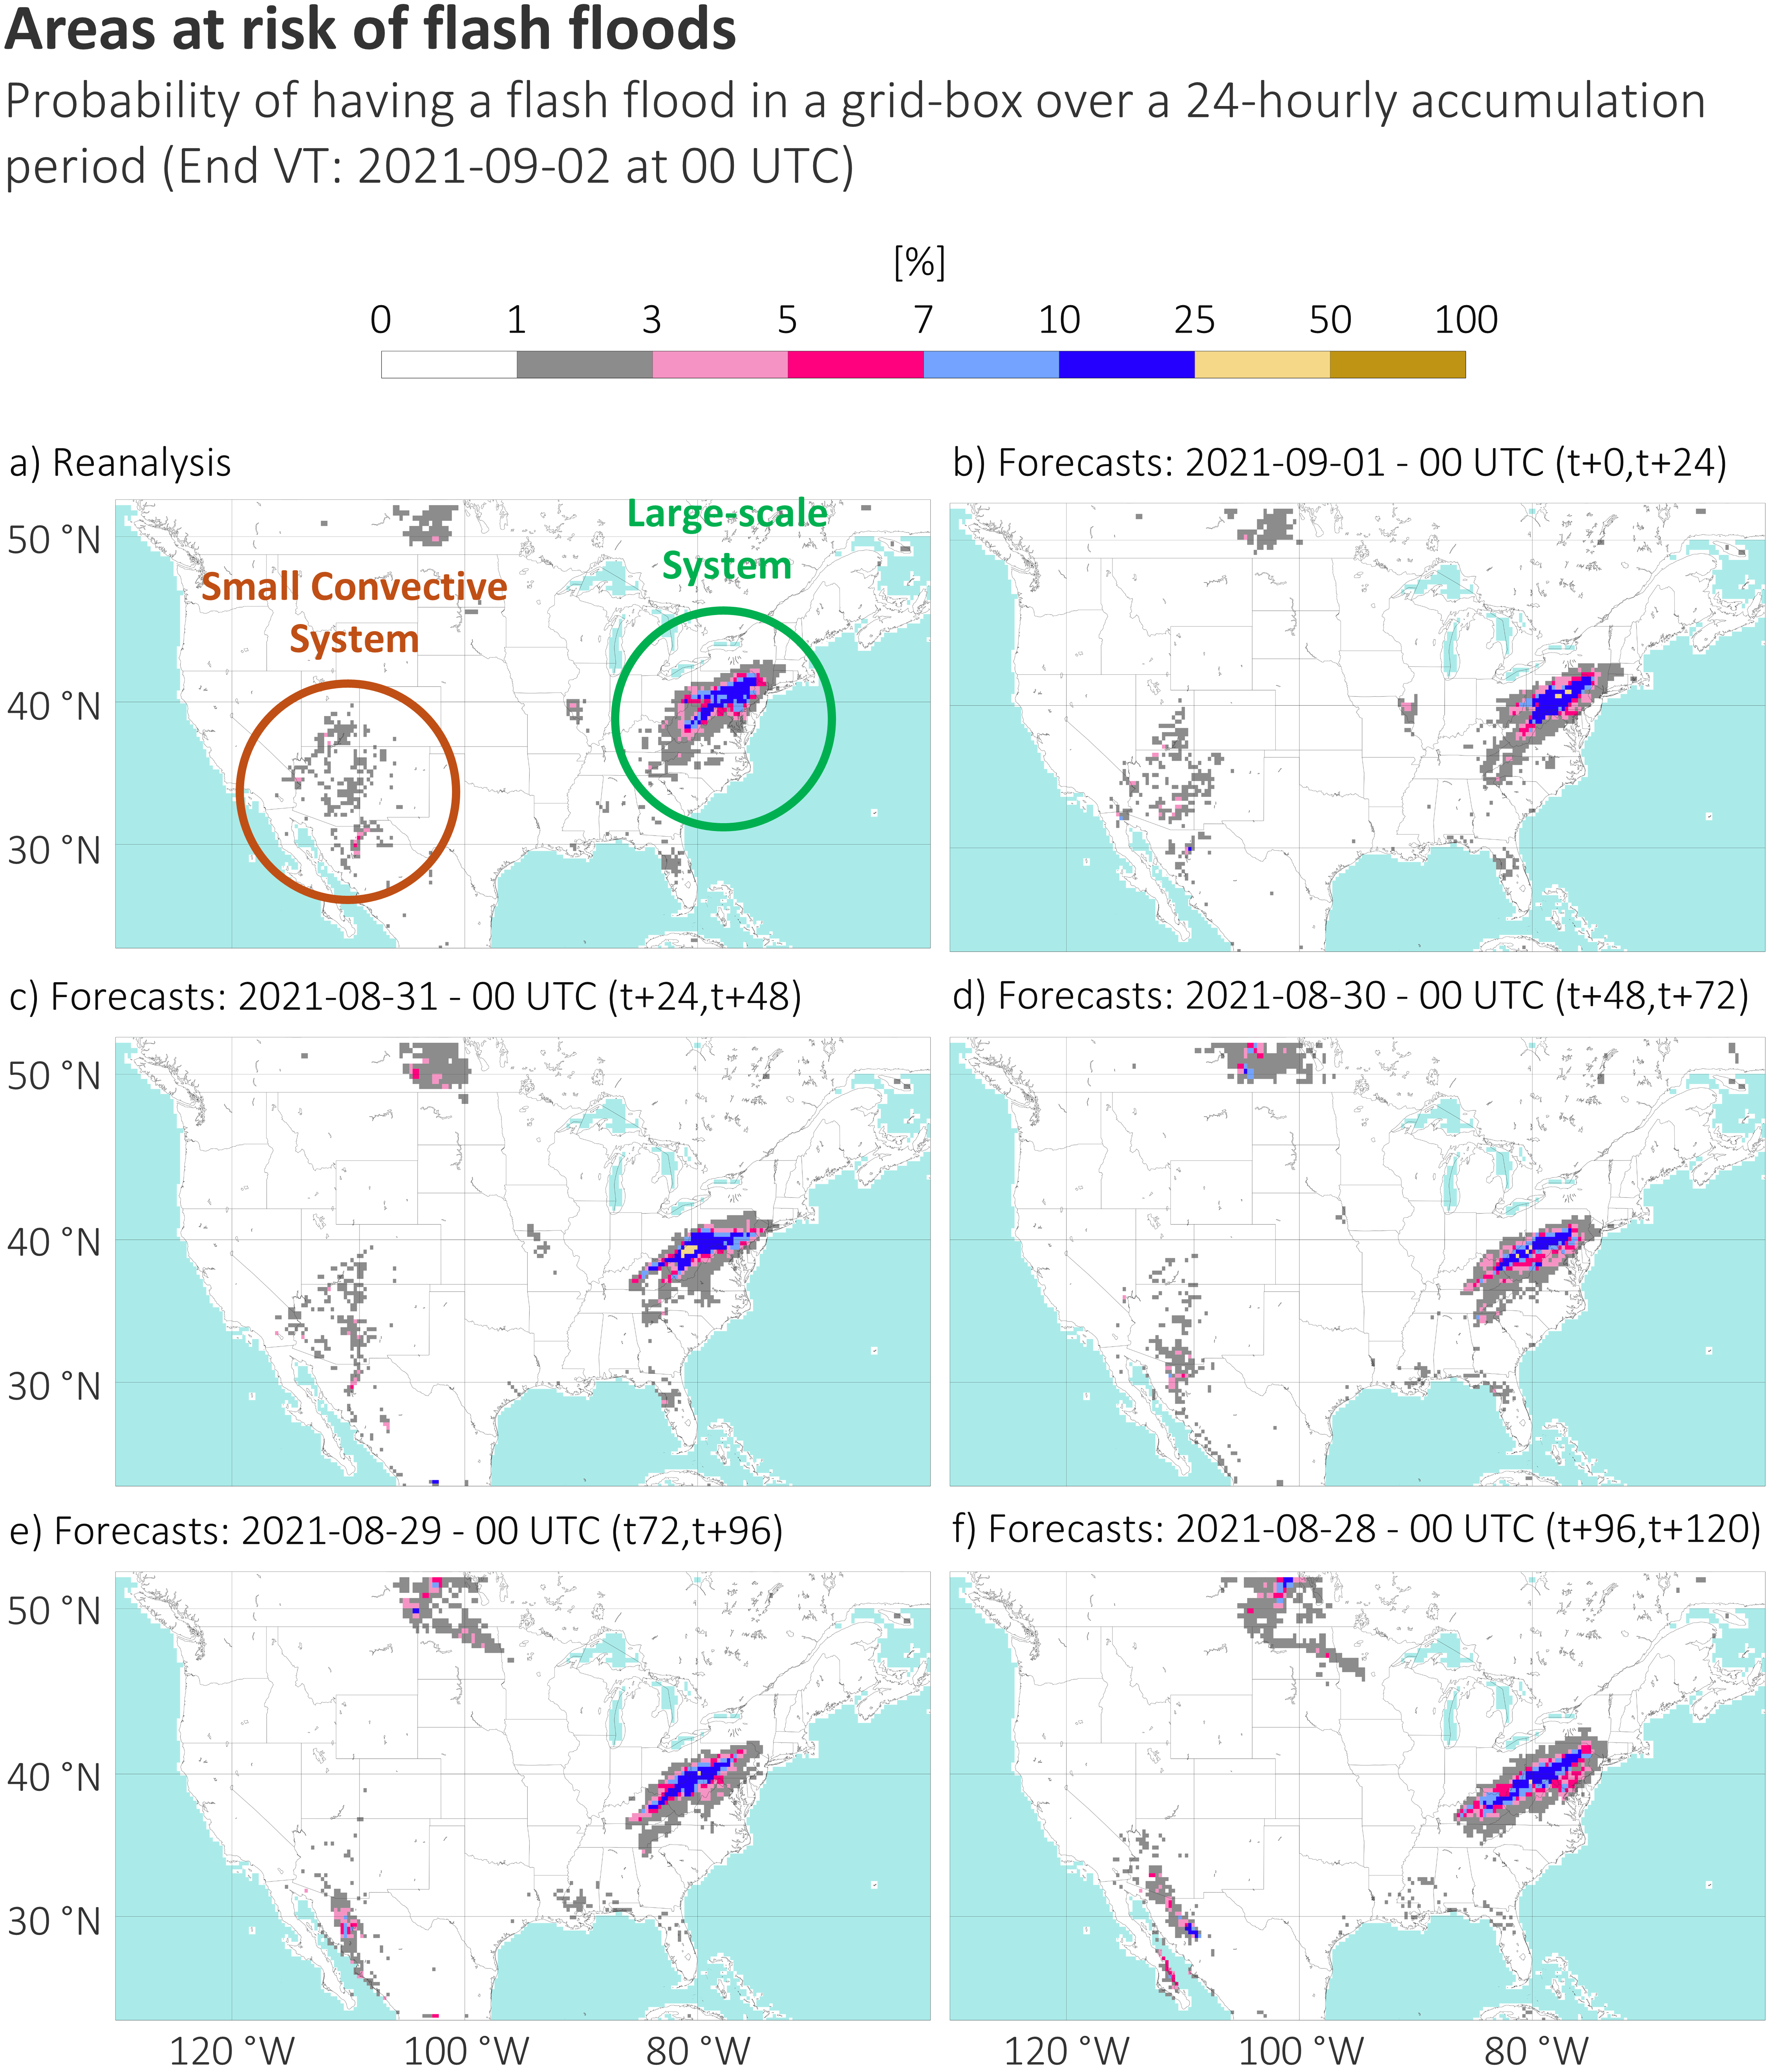 Areas at risk of flash floods
Probability of having a flash flood in a grid-box over a 24-hourly accumulation
period (End VT: 2021-09-02 at 00 UTC)
[%]
0 1 3 5 7 10 25 50 100
a) Reanalysis
b) Forecasts: 2021-09-01 - 00 UTC (t+0,t+24)
50 °N
40 °N
30 °N
Small Convective
System
Large-scale
System
c) Forecasts: 2021-08-31 - 00 UTC (t+24,t+48)
d) Forecasts: 2021-08-30 - 00 UTC (t+48,t+72)
50 °N
40 °N
30 °N
e) Forecasts: 2021-08-29 - 00 UTC (t72,t+96)
f) Forecasts: 2021-08-28 - 00 UTC (t+96,t+120)
50 °N
40 °N
30 °N
120 °W 100 °W 80 °W
120 °W 100 °W 80 °W